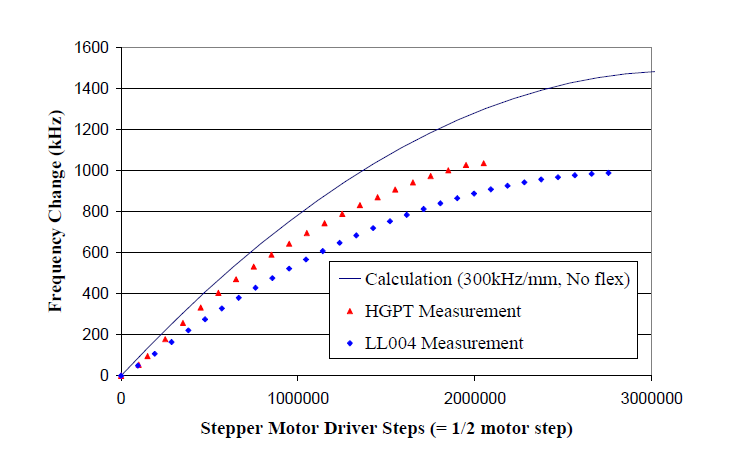 1600
1400
1200
1000
800
600
400
200
0
Frequency Change (kHz)
Calculation (300kHz/mm, No flex)
HGPT Measurement
LL004 Measurement
0 1000000 2000000 3000000
Stepper Motor Driver Steps (= 1/2 motor step)